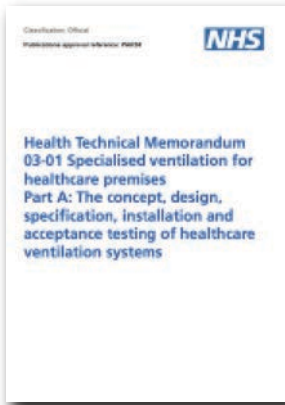 Classification: Official
Publications approval reference: PAR154
NHS
Health Technical Memorandum
03-01 Specialised ventilation for
healthcare premises
Part A: The concept, design,
specification, installation and
acceptance testing of healthcare
ventilation systems